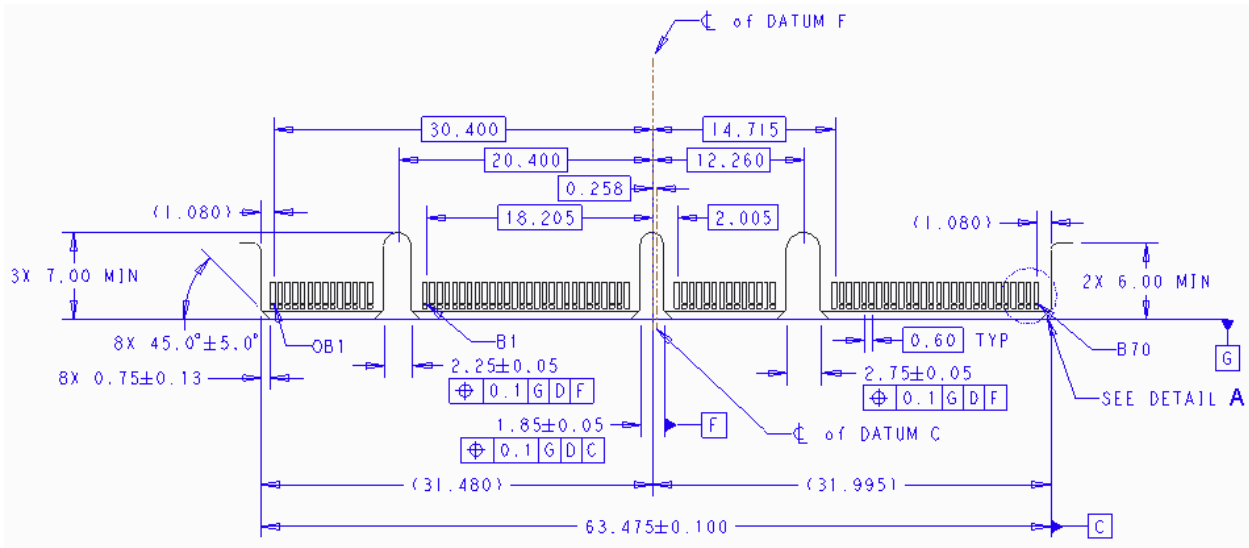 ℄ of DATUM F
30.400
14.715
20.400
12.260
0.258
(1.080)
18.205
2.005
(1.080)
3X 7.00 MIN
2X 6.00 MIN
8X 45.0°±5.0°
OB1
B1
0.60 TYP
B70
G
8X 0.75±0.13
2.25±0.05
⌖ 0.1 G D F
2.75±0.05
⌖ 0.1 G D F
SEE DETAIL A
1.85±0.05
F
⌖ 0.1 G D C
℄ of DATUM C
(31.480)
(31.995)
63.475±0.100
C